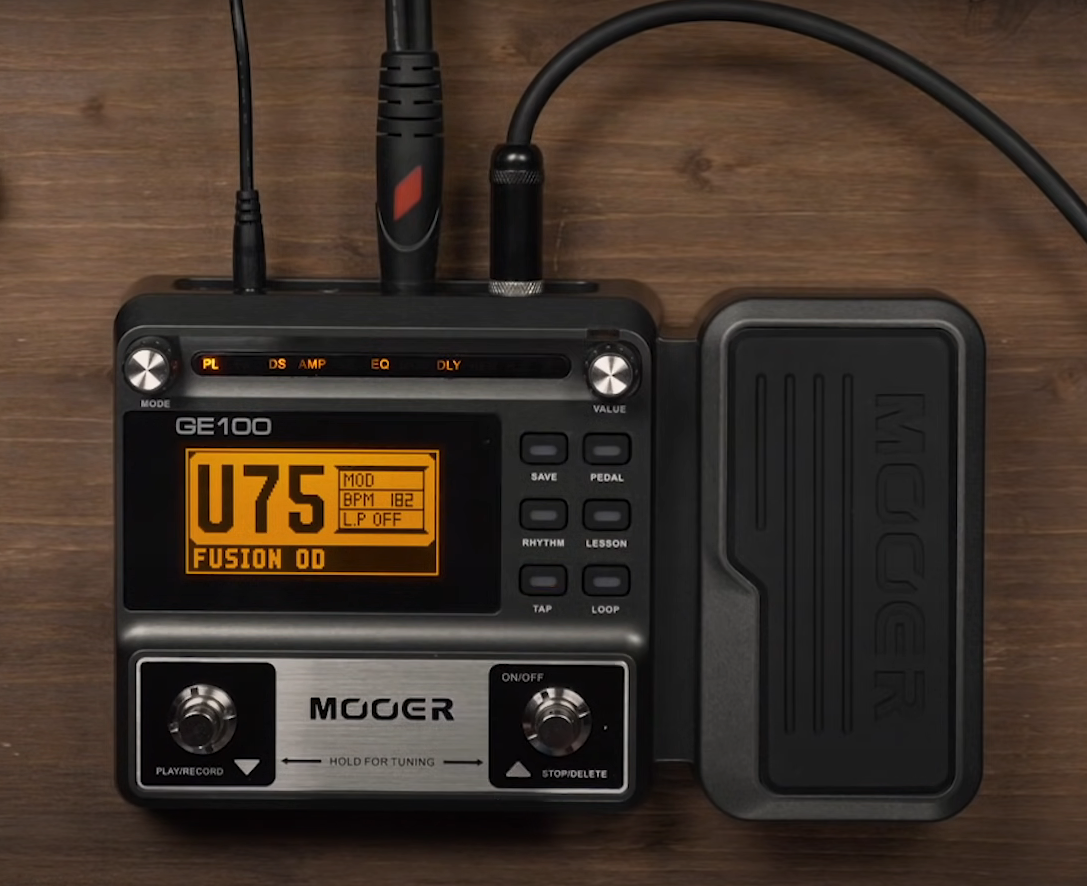 PL DS AMP EQ DLY
MODE
VALUE
GE100
U75
MOD
BPM 182
L.P OFF
FUSION OD
SAVE PEDAL
RHYTHM LESSON
TAP LOOP
MOOER
ON/OFF
MOOER
HOLD FOR TUNING
PLAY/RECORD
STOP/DELETE